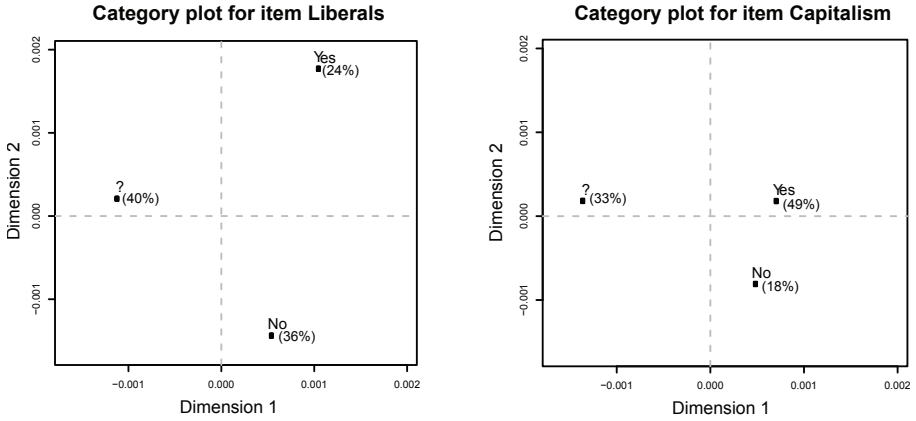 Category plot for item Liberals
Dimension 2
0.002
0.001
0.000
−0.001
Yes
(24%)
?
(40%)
No
(36%)
−0.001 0.000 0.001 0.002
Dimension 1
Category plot for item Capitalism
Dimension 2
0.002
0.001
0.000
−0.001
?
(33%)
Yes
(49%)
No
(18%)
−0.001 0.000 0.001 0.002
Dimension 1